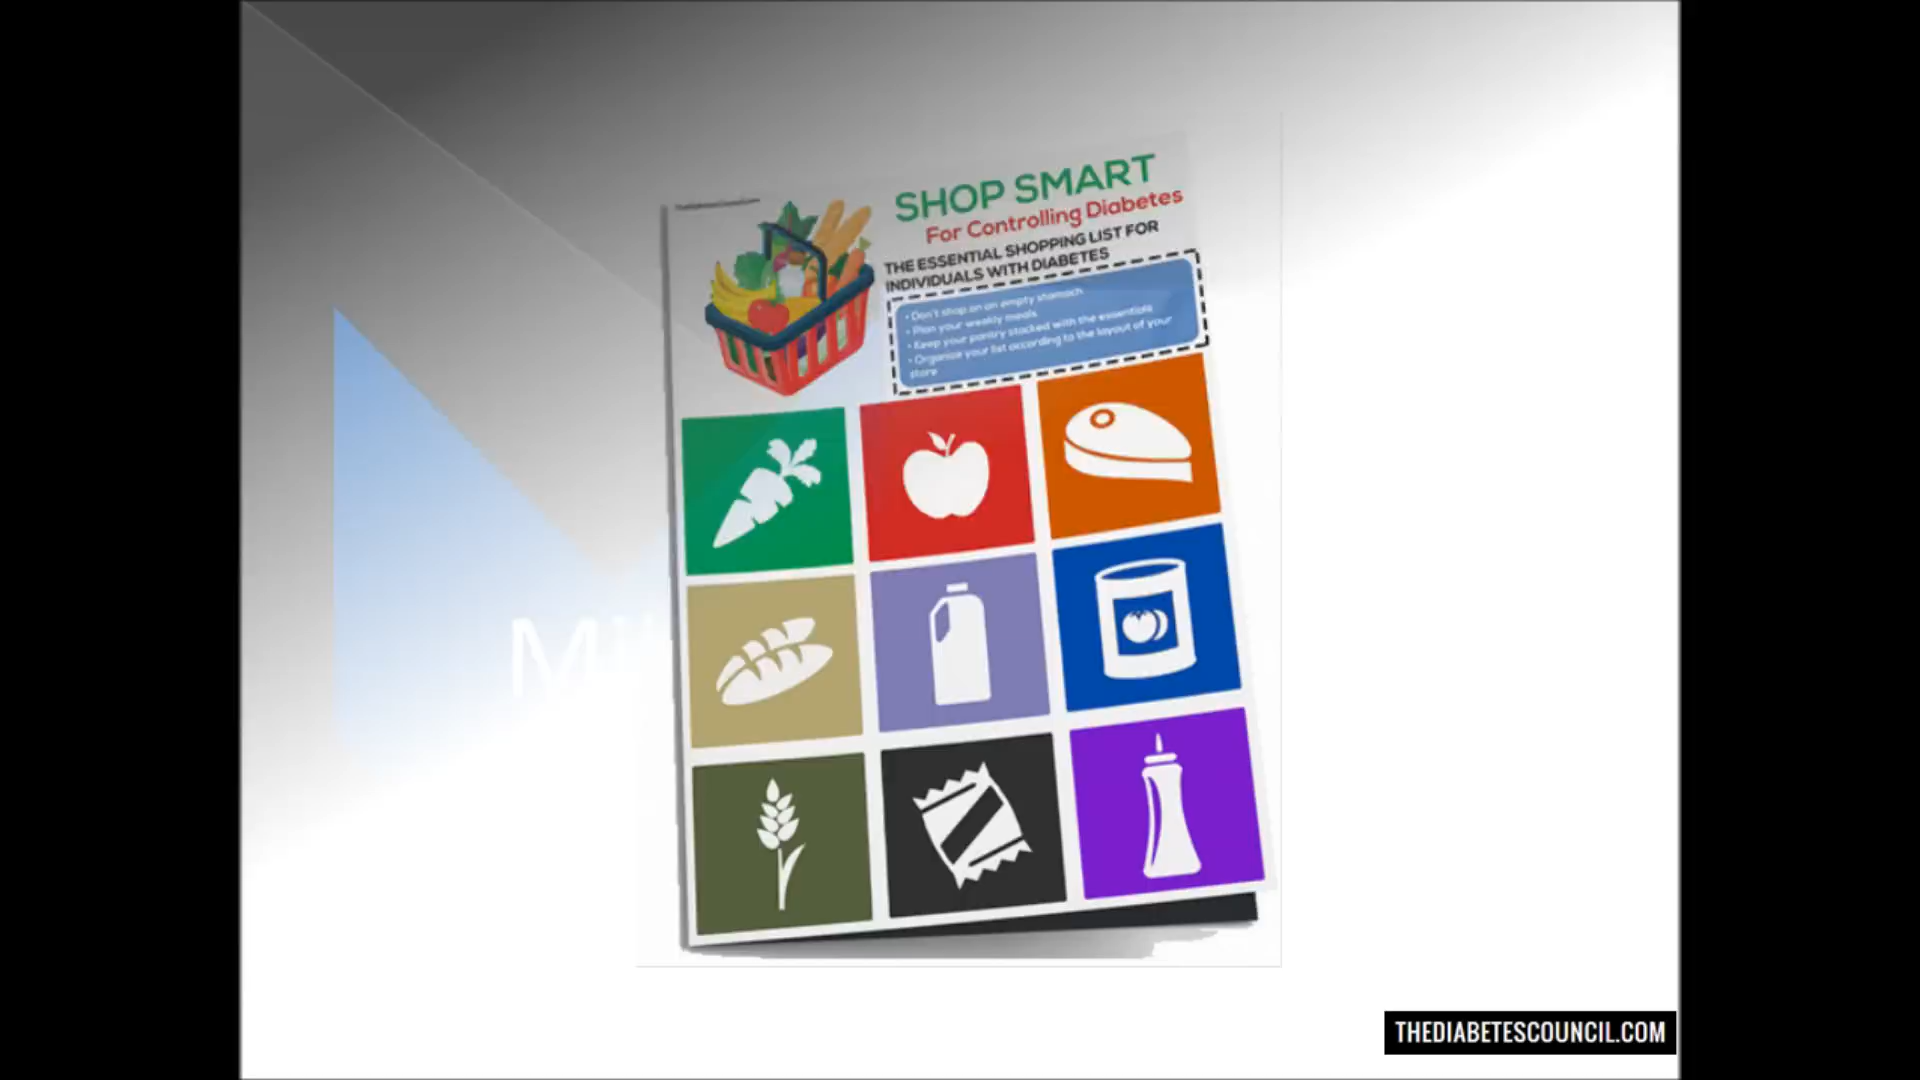 SHOP SMART
For Controlling Diabetes
THE ESSENTIAL SHOPPING LIST FOR
INDIVIDUALS WITH DIABETES
• Don't shop on an empty stomach
• Plan your weekly meals
• Keep your pantry stocked with the essentials
• Organize your list according to the layout of your
store
THEDIABETESCOUNCIL.COM